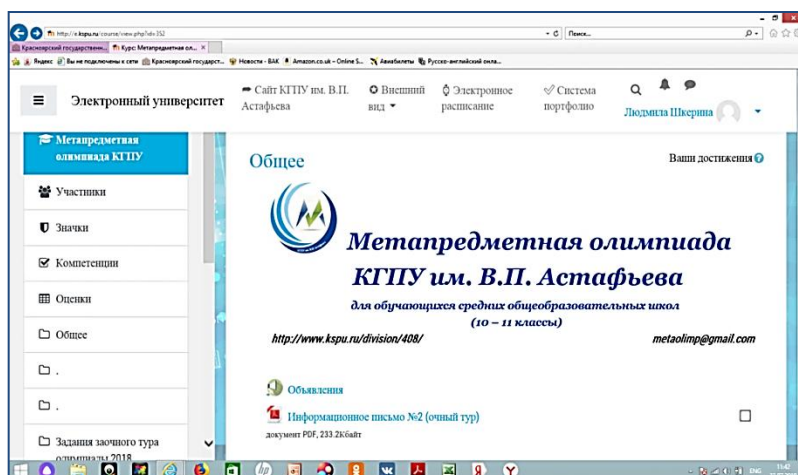 http://e.kspu.ru/course/view.php?id=352
Поиск...
Красноярский государственн...
Курс: Метапредметная ол...
Яндекс
Вы не подключены к сети
Красноярский государст...
Новости - ВАК
Amazon.co.uk – Online S...
Авиабилеты
Русско-английский онла...
Электронный университет
Сайт КГПУ им. В.П. Астафьева
Внешний вид
Электронное расписание
Система портфолио
Людмила Шкерина
Метапредметная
олимпиада КГПУ
Участники
Значки
Компетенции
Оценки
Общее
.
.
Задания заочного тура
олимпиады 2018
Общее
Ваши достижения
Метапредметная олимпиада
КГПУ им. В.П. Астафьева
для обучающихся средних общеобразовательных школ
(10 – 11 классы)
http://www.kspu.ru/division/408/
metaolimp@gmail.com
Объявления
Информационное письмо №2 (очный тур)
документ PDF, 233.2Кбайт
ENG
11:47